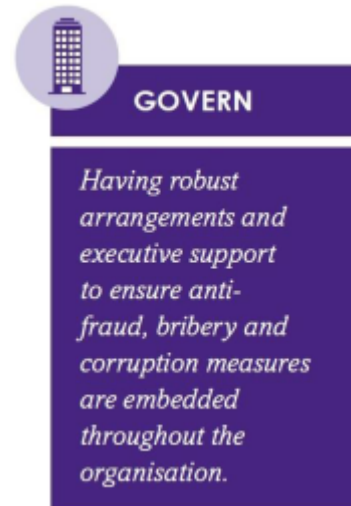 GOVERN
Having robust
arrangements and
executive support
to ensure anti-
fraud, bribery and
corruption measures
are embedded
throughout the
organisation.